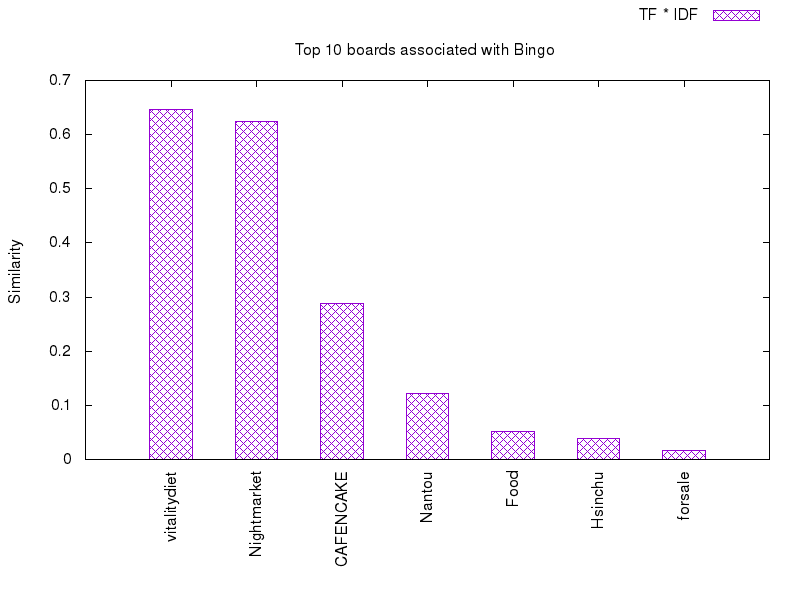 TF * IDF
Top 10 boards associated with Bingo
0.7
0.6
0.5
0.4
0.3
0.2
0.1
0
Similarity
vitalitydiet
Nightmarket
CAFENCAKE
Nantou
Food
Hsinchu
forsale